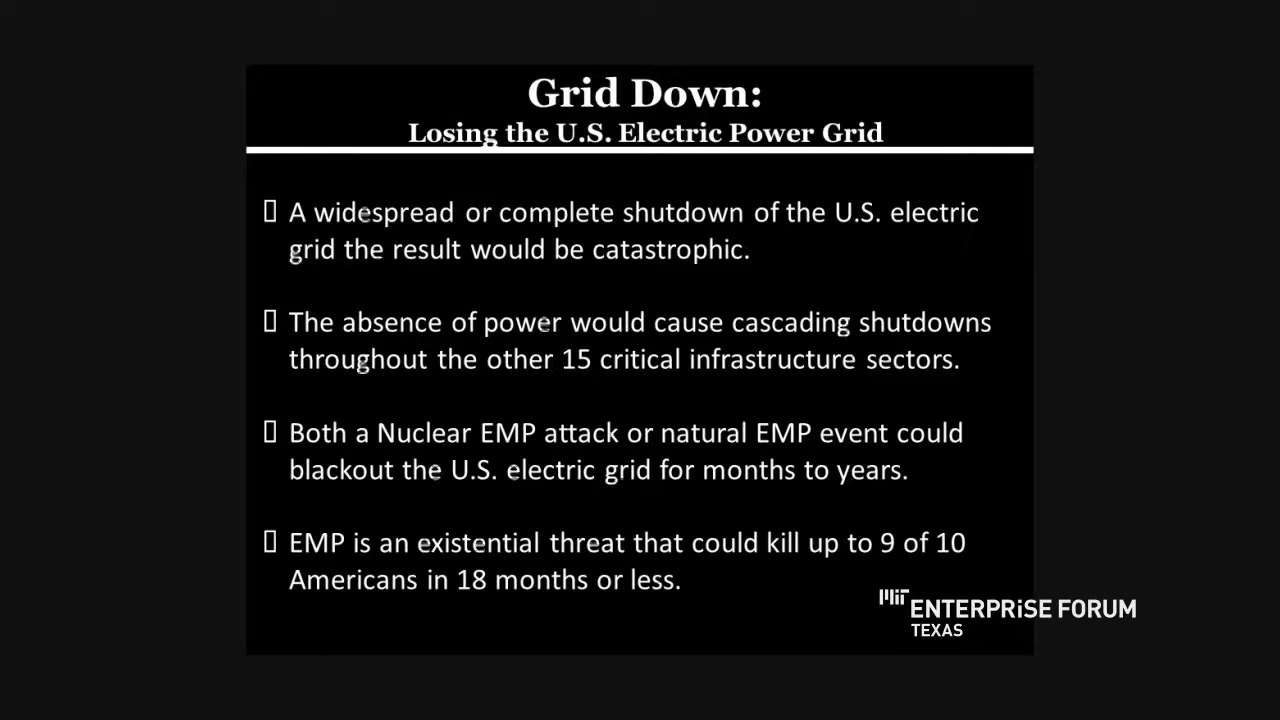 Grid Down:
Losing the U.S. Electric Power Grid
A widespread or complete shutdown of the U.S. electric
grid the result would be catastrophic.
The absence of power would cause cascading shutdowns
throughout the other 15 critical infrastructure sectors.
Both a Nuclear EMP attack or natural EMP event could
blackout the U.S. electric grid for months to years.
EMP is an existential threat that could kill up to 9 of 10
Americans in 18 months or less.
MIT ENTERPRISE FORUM
TEXAS